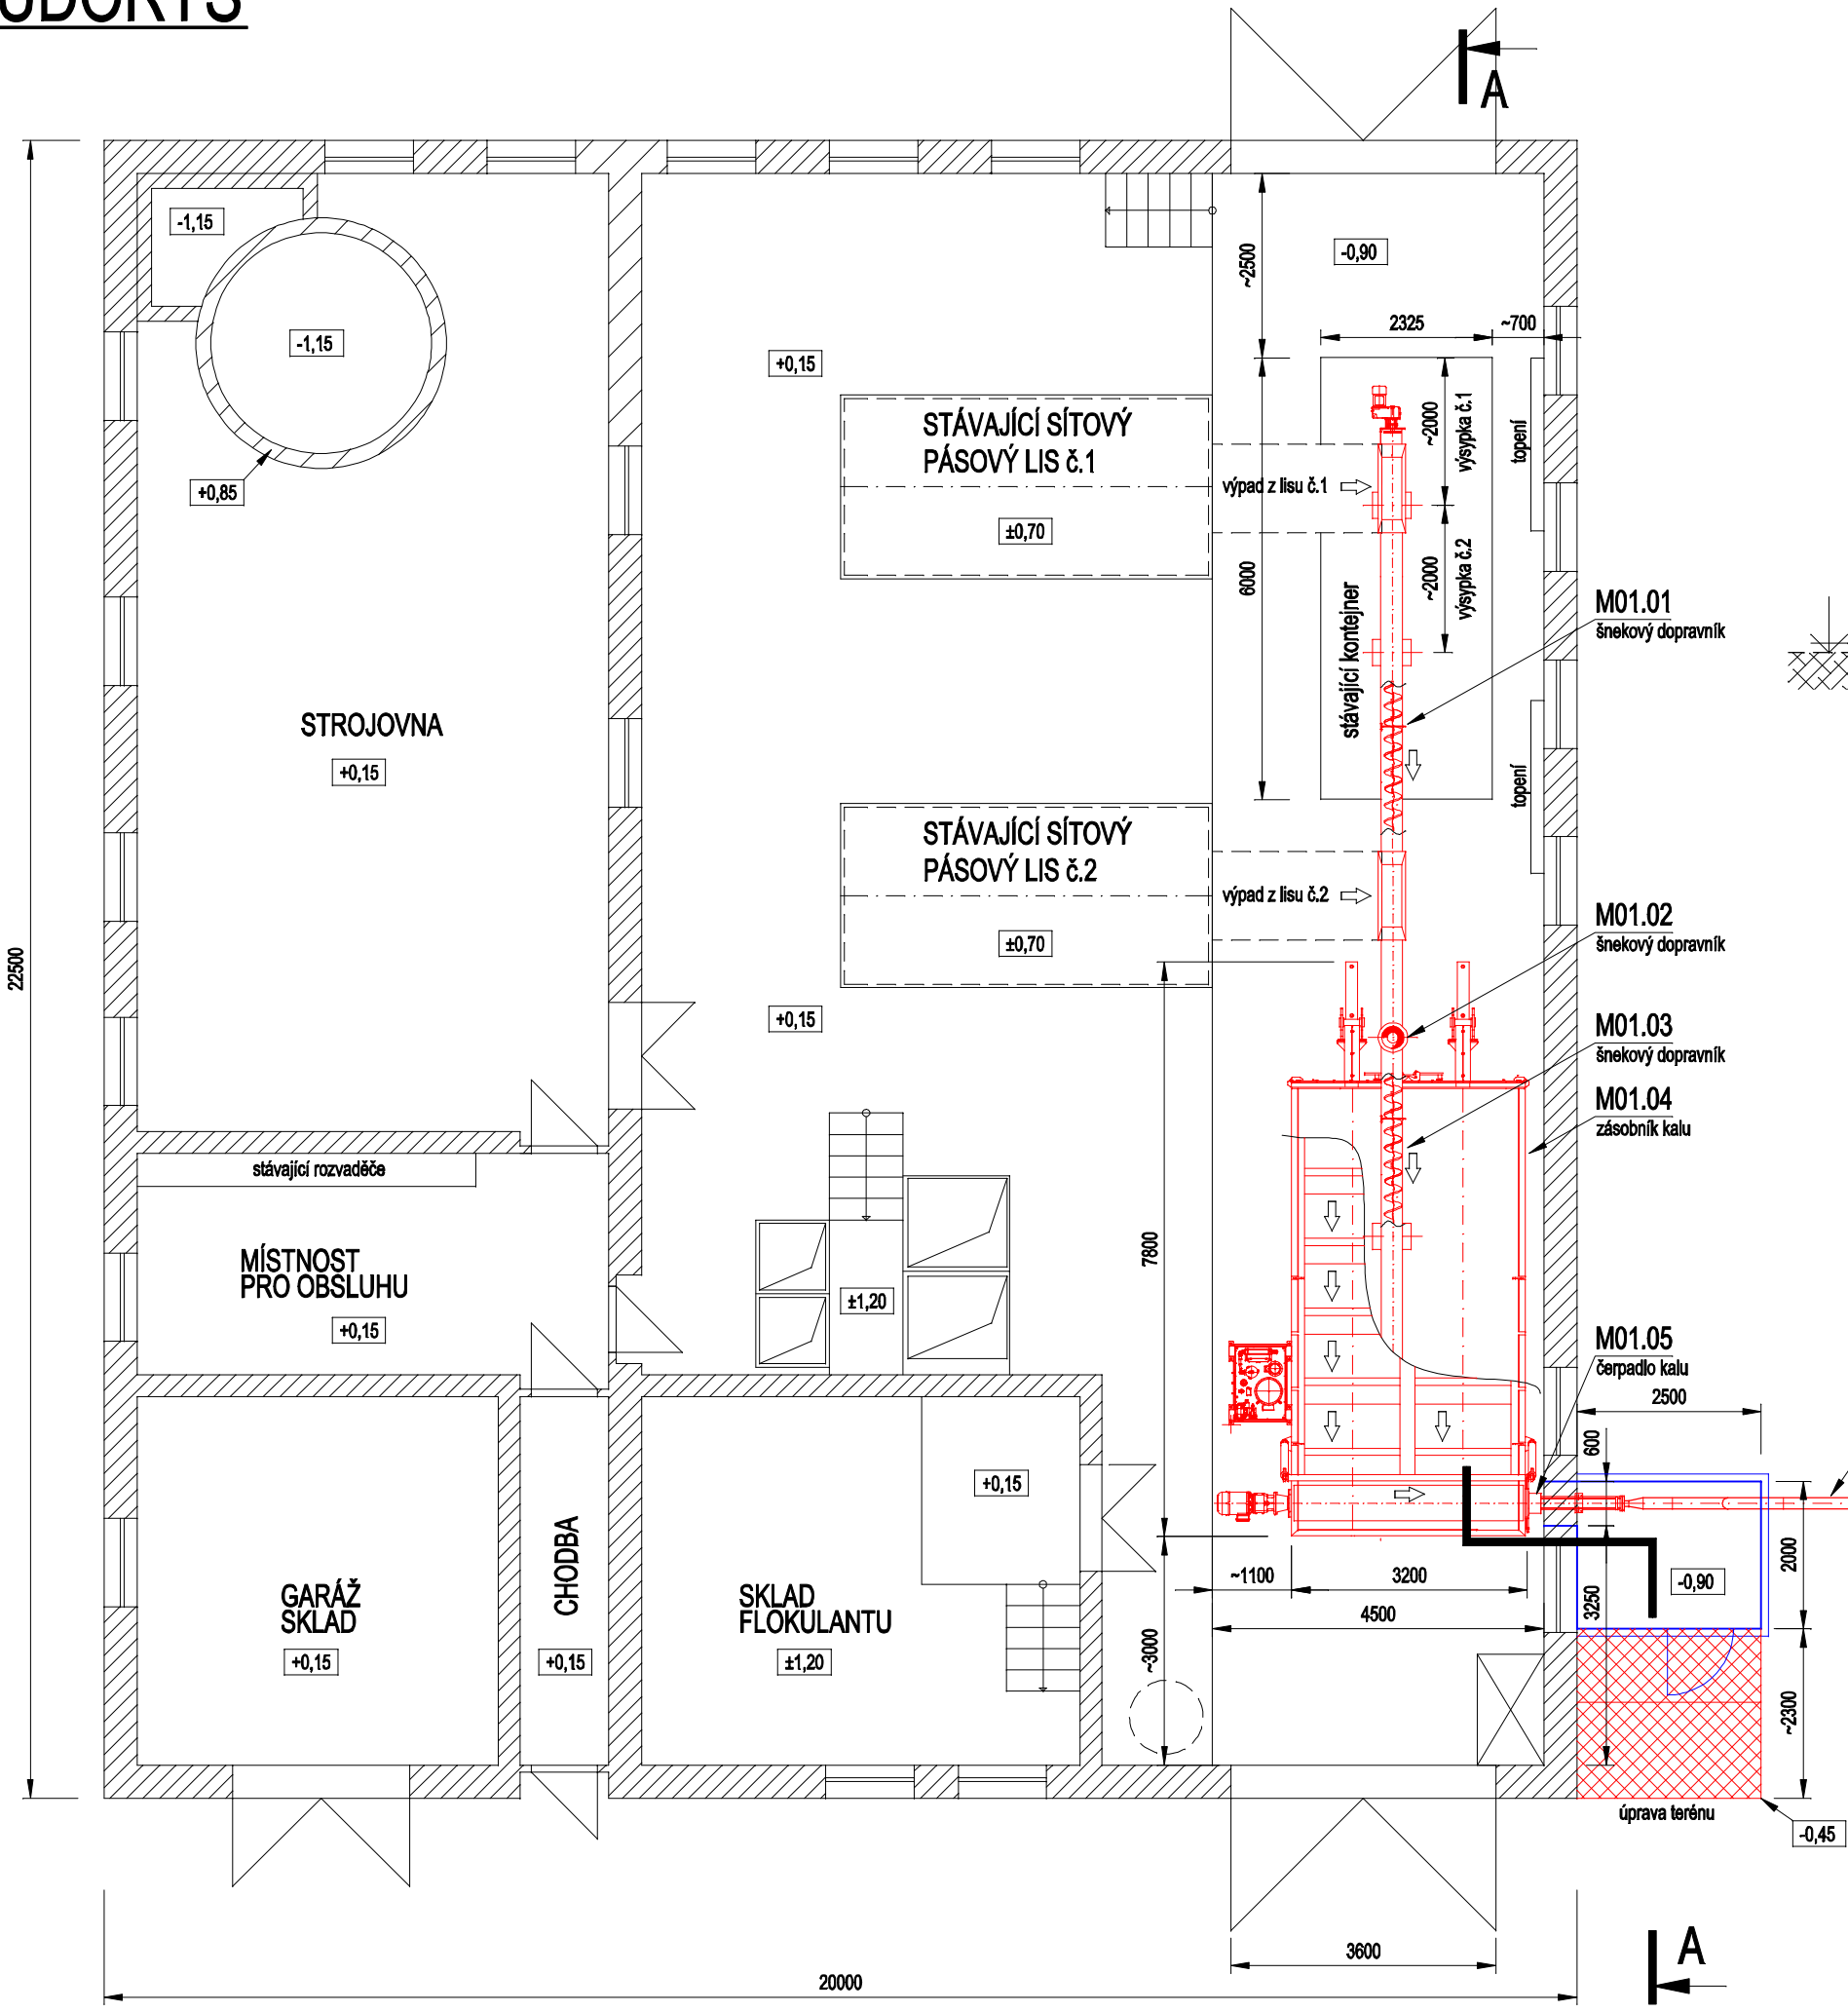 UDORYS
A
-1,15
-1,15
+0,85
~2500
-0,90
2325
~700
+0,15
STÁVAJÍCÍ SÍTOVÝ
PÁSOVÝ LIS č.1
±0,70
výpad z lisu č.1
~2000
výsypka č.1
topení
6000
~2000
výsypka č.2
stávající kontejner
M01.01
šnekový dopravník
STROJOVNA
+0,15
topení
STÁVAJÍCÍ SÍTOVÝ
PÁSOVÝ LIS č.2
±0,70
výpad z lisu č.2
M01.02
šnekový dopravník
22500
+0,15
M01.03
šnekový dopravník
M01.04
zásobník kalu
stávající rozvaděče
MÍSTNOST
PRO OBSLUHU
+0,15
±1,20
7800
M01.05
čerpadlo kalu
2500
600
+0,15
CHODBA
GARÁŽ
SKLAD
+0,15
+0,15
SKLAD
FLOKULANTU
±1,20
~1100
3200
4500
~3000
3250
-0,90
2000
~2300
úprava terénu
-0,45
3600
20000
A